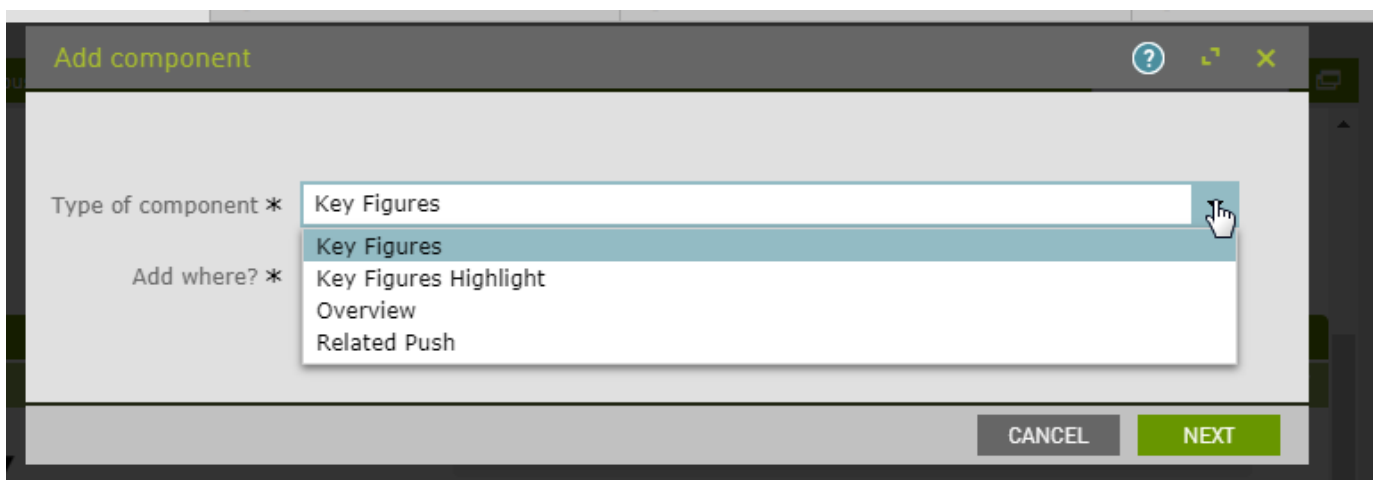 Add component
?
Type of component * Key Figures
Key Figures
Add where? * Key Figures Highlight
Overview
Related Push
CANCEL NEXT